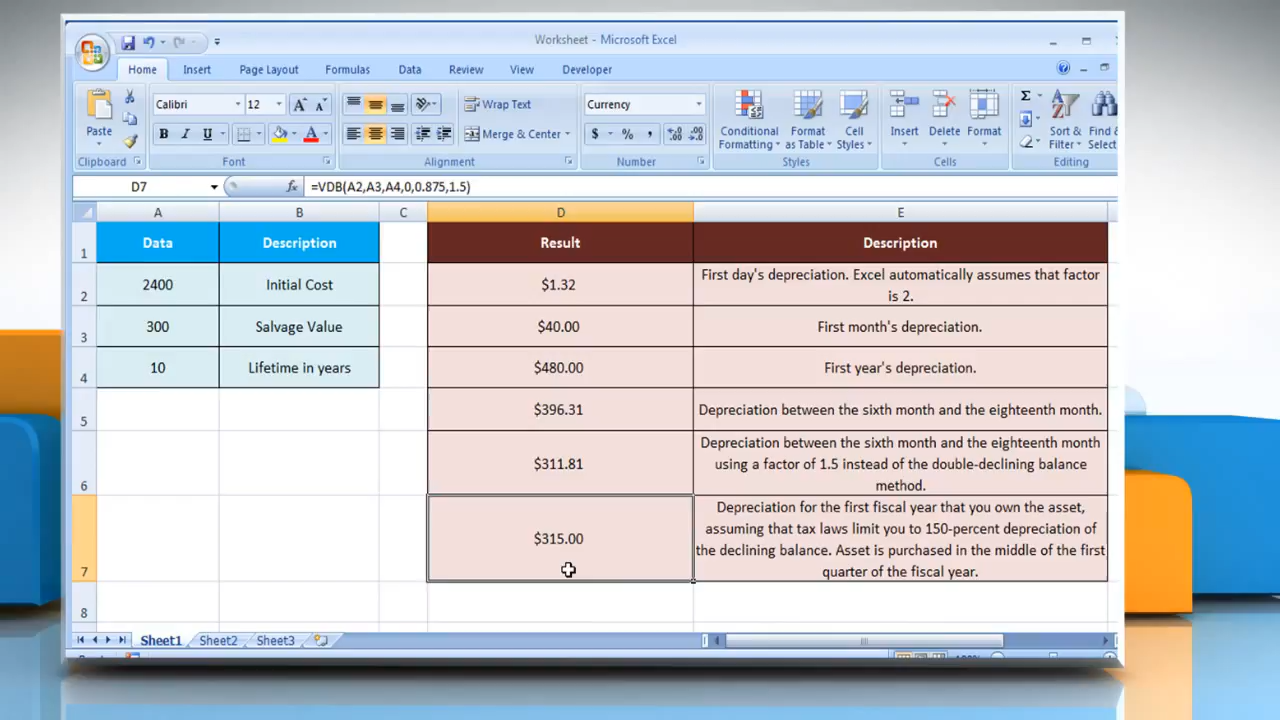 Worksheet - Microsoft Excel
Home Insert Page Layout Formulas Data Review View Developer
Calibri 12 Wrap Text Currency
Paste B I U Merge & Center $ % , Conditional Formatting Format as Table Cell Styles Insert Delete Format Sort & Filter Find & Select
Clipboard Font Alignment Number Styles Cells Editing
D7 fx =VDB(A2,A3,A4,0,0.875,1.5)
A B C D E
1 Data Description Result Description
2 2400 Initial Cost $1.32 First day's depreciation. Excel automatically assumes that factor
is 2.
3 300 Salvage Value $40.00 First month's depreciation.
4 10 Lifetime in years $480.00 First year's depreciation.
5 $396.31 Depreciation between the sixth month and the eighteenth month.
6 $311.81 Depreciation between the sixth month and the eighteenth month
using a factor of 1.5 instead of the double-declining balance
method.
7 $315.00 Depreciation for the first fiscal year that you own the asset,
assuming that tax laws limit you to 150-percent depreciation of
the declining balance. Asset is purchased in the middle of the first
quarter of the fiscal year.
8
Sheet1 Sheet2 Sheet3